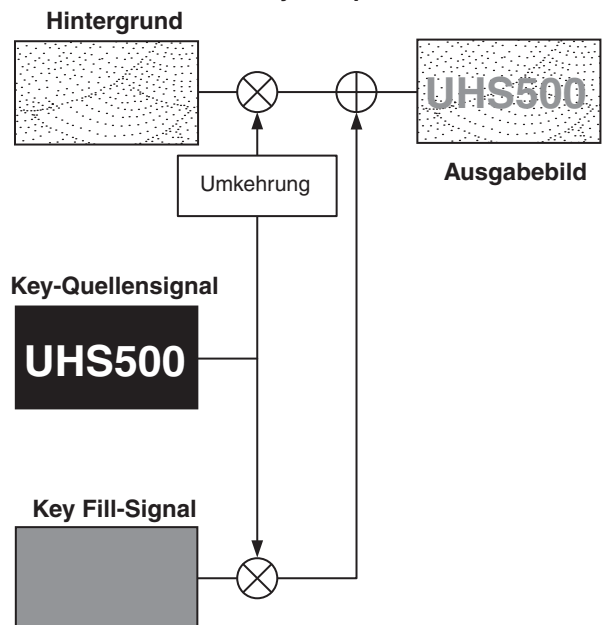 Hintergrund
UHS500
Ausgabebild
Umkehrung
Key-Quellensignal
UHS500
Key Fill-Signal